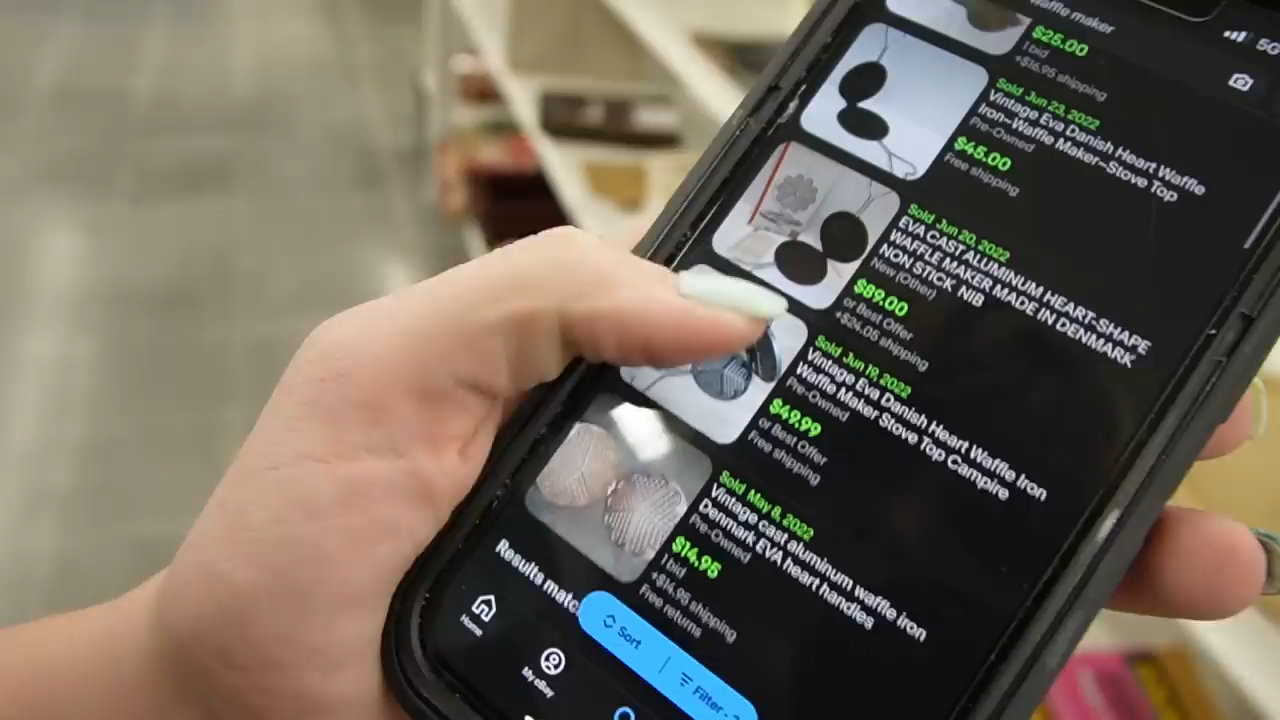 waffle maker
$25.00
1 bid
+$16.95 shipping
5G
Sold Jun 23, 2022
Vintage Eva Danish Heart Waffle
Iron~Waffle Maker~Stove Top
Pre-Owned
$45.00
Free shipping
Sold Jun 20, 2022
EVA CAST ALUMINUM HEART-SHAPE
WAFFLE MAKER MADE IN DENMARK
NON STICK NIB
New (Other)
$89.00
or Best Offer
+$24.05 shipping
Sold Jun 19, 2022
Vintage Eva Danish Heart Waffle Iron
Waffle Maker Stove Top Campire
Pre-Owned
$49.99
or Best Offer
Free shipping
Sold May 8, 2022
Vintage cast aluminum waffle iron
Denmark EVA heart handles
Pre-Owned
$14.95
1 bid
+$14.95 shipping
Free returns
Results matc
Home
My eBay
Sort
Filter